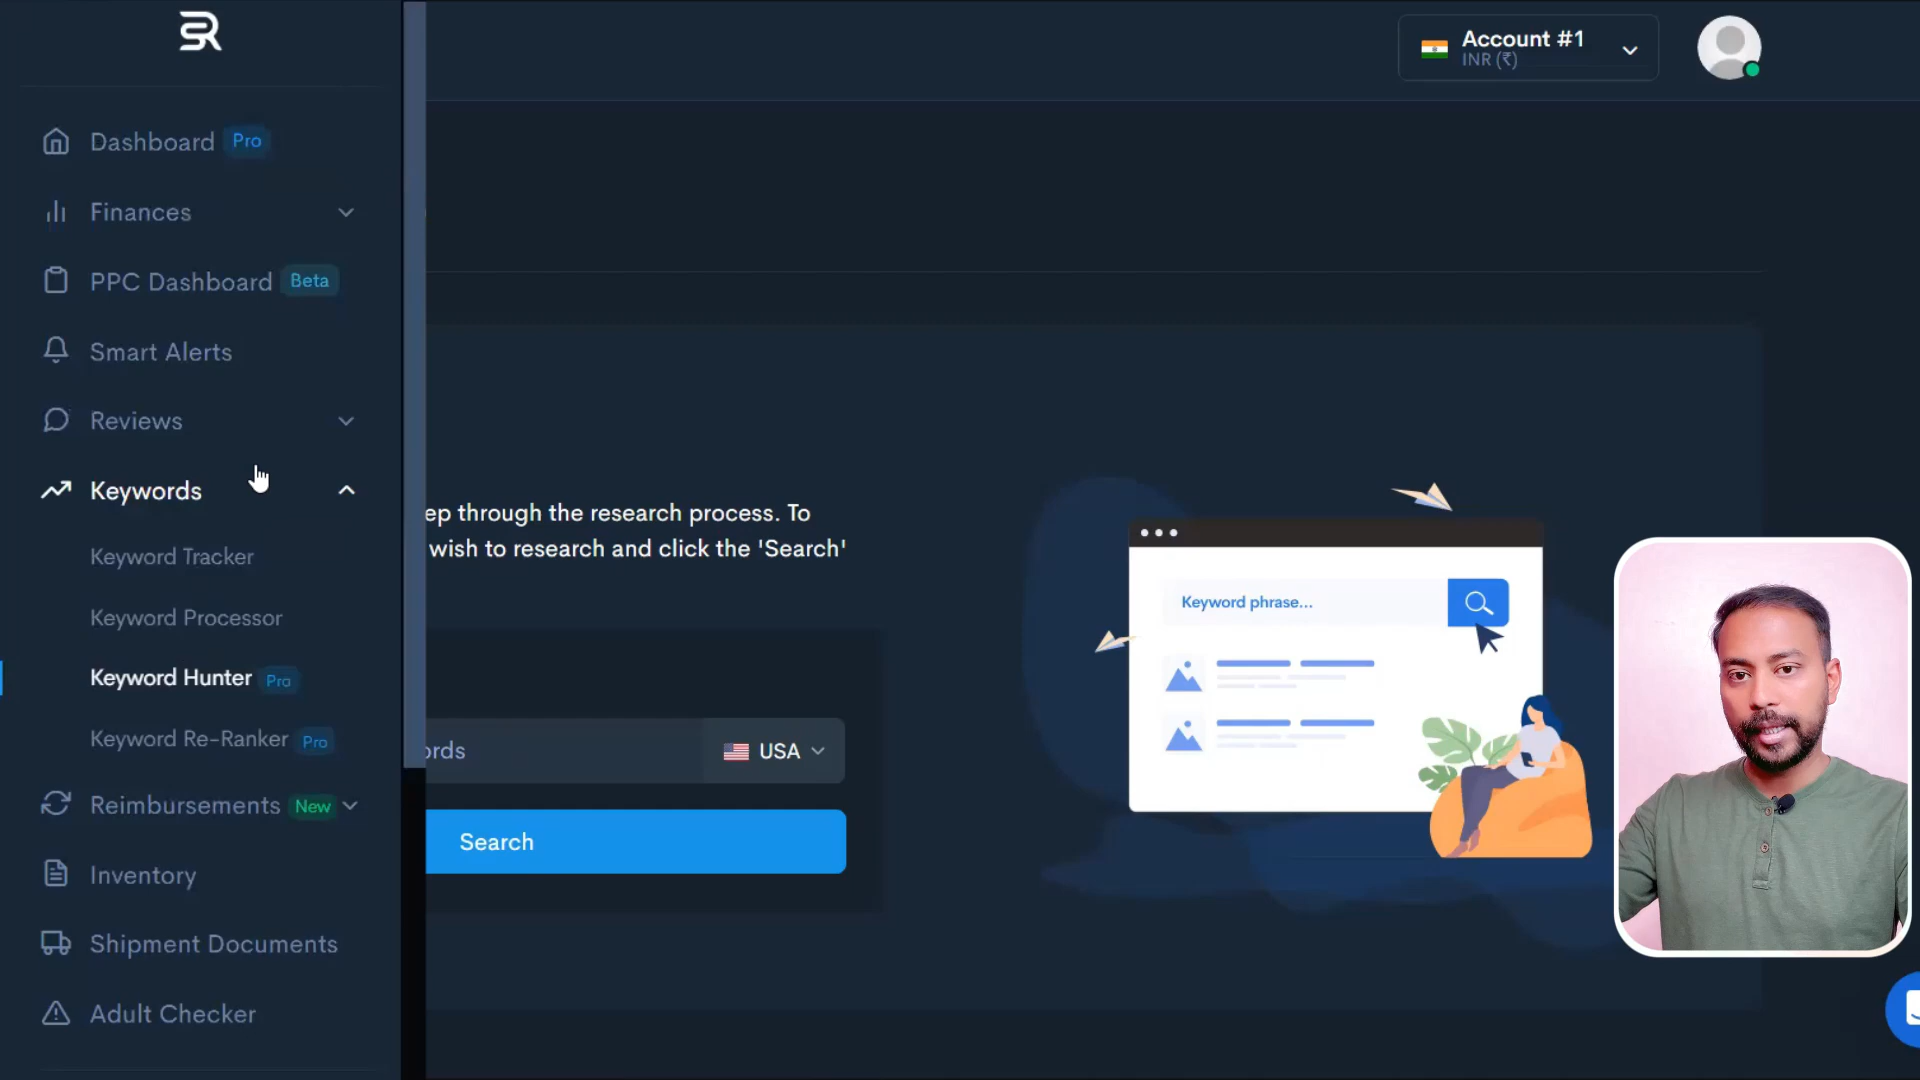 SR
Account #1
INR (₹)
Dashboard Pro
Finances
PPC Dashboard Beta
Smart Alerts
Reviews
Keywords
Keyword Tracker
Keyword Processor
Keyword Hunter Pro
Keyword Re-Ranker Pro
Reimbursements New
Inventory
Shipment Documents
Adult Checker
ep through the research process. To
wish to research and click the 'Search'
ords
USA
Search
Keyword phrase...